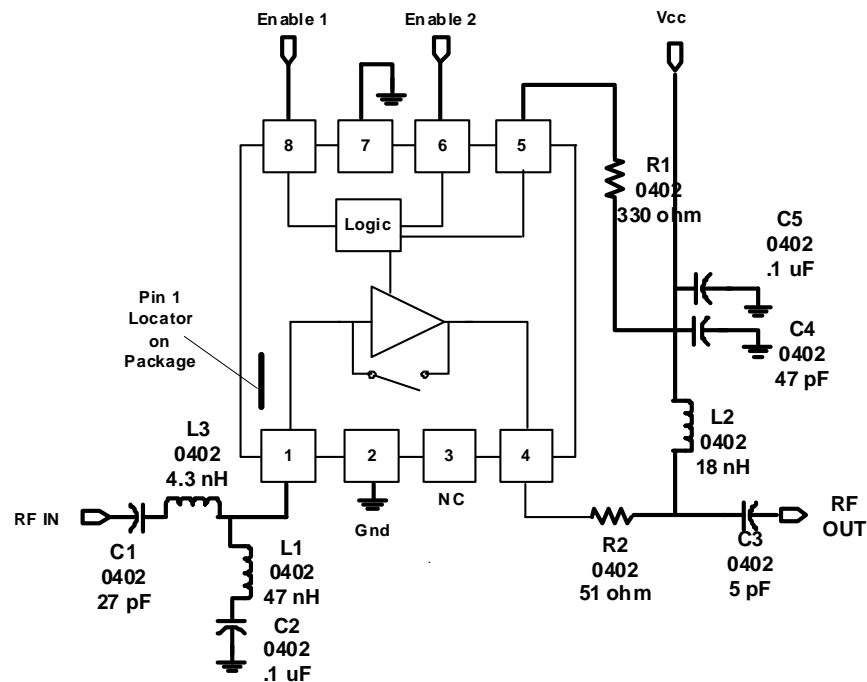 Enable 1
Enable 2
Vcc
8
7
6
5
R1
0402
330 ohm
Logic
C5
0402
.1 uF
Pin 1
Locator
on
Package
C4
0402
47 pF
L2
0402
18 nH
L3
0402
4.3 nH
1
2
3
4
NC
Gnd
RF IN
RF
OUT
C1
0402
27 pF
L1
0402
47 nH
R2
0402
51 ohm
C3
0402
5 pF
C2
0402
.1 uF